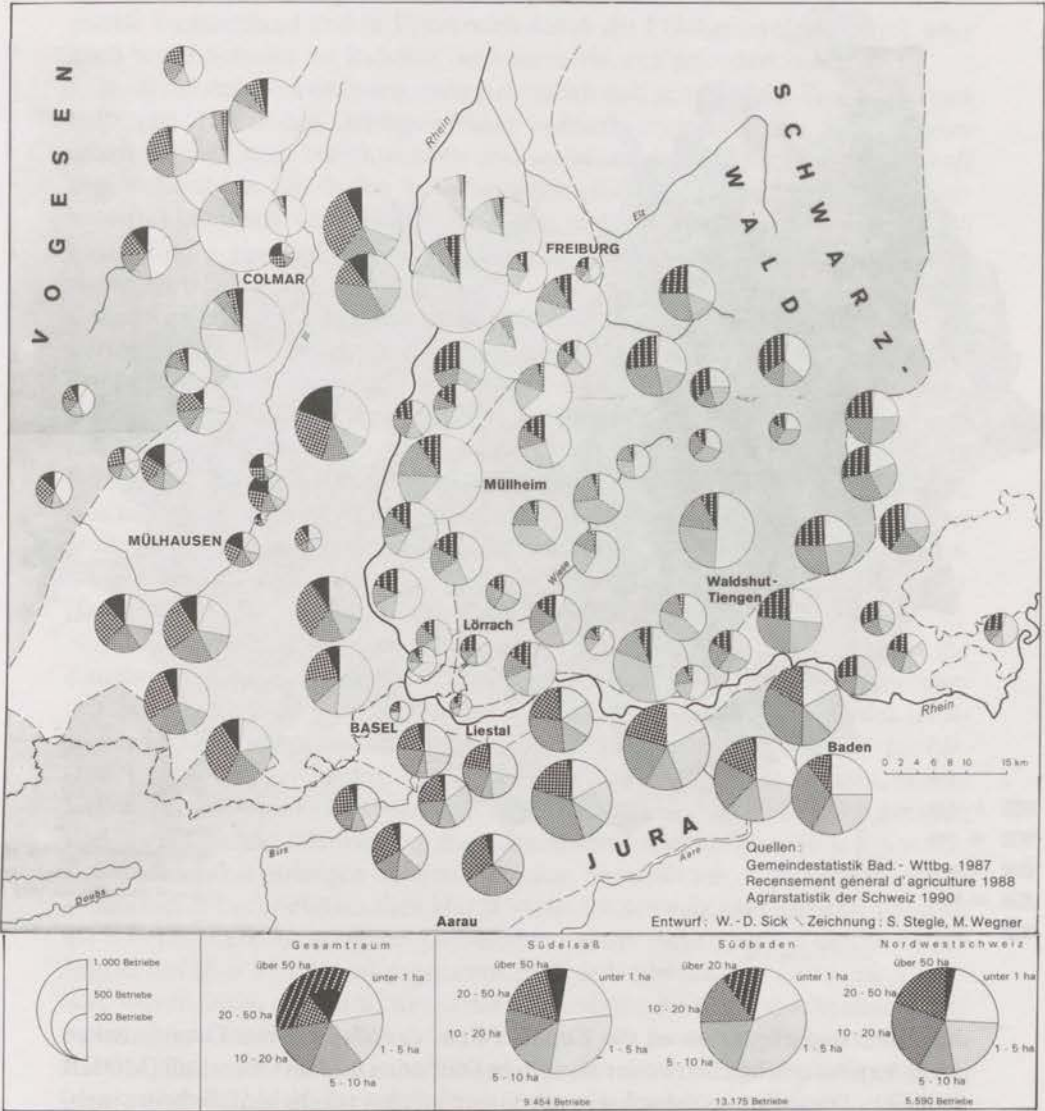 VOGESEN
SCHWARZ-
WALD
Rhein
Elz
FREIBURG
COLMAR
Ill
Müllheim
MÜLHAUSEN
Wiese
Waldshut-
Tiengen
Lörrach
Rhein
BASEL
Liestal
Baden
0 2 4 6 8 10 15 km
JURA
Birs
Aare
Doubs
Aarau
Quellen:
Gemeindestatistik Bad.- Wttbg. 1987
Recensement général d'agriculture 1988
Agrarstatistik der Schweiz 1990
Entwurf: W.-D. Sick Zeichnung: S. Stegle, M. Wegner
1.000 Betriebe
500 Betriebe
200 Betriebe
Gesamtraum
über 50 ha
unter 1 ha
20 - 50 ha
10 - 20 ha
1 - 5 ha
5 - 10 ha
Südelsaß
über 50 ha
unter 1 ha
20 - 50 ha
10 - 20 ha
1 - 5 ha
5 - 10 ha
9.454 Betriebe
Südbaden
über 20 ha
unter 1 ha
10 - 20 ha
5 - 10 ha
1 - 5 ha
13.175 Betriebe
Nordwestschweiz
über 50 ha
unter 1 ha
20 - 50 ha
10 - 20 ha
1 - 5 ha
5 - 10 ha
5.590 Betriebe